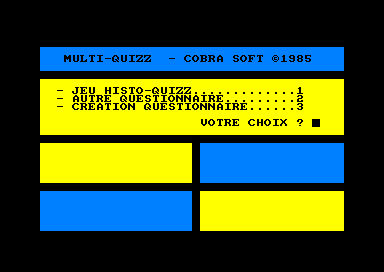 MULTI-QUIZZ  - COBRA SOFT ©1985
- JEU HISTO-QUIZZ.............1
- AUTRE QUESTIONNAIRE.........2
- CREATION QUESTIONNAIRE......3
VOTRE CHOIX ?